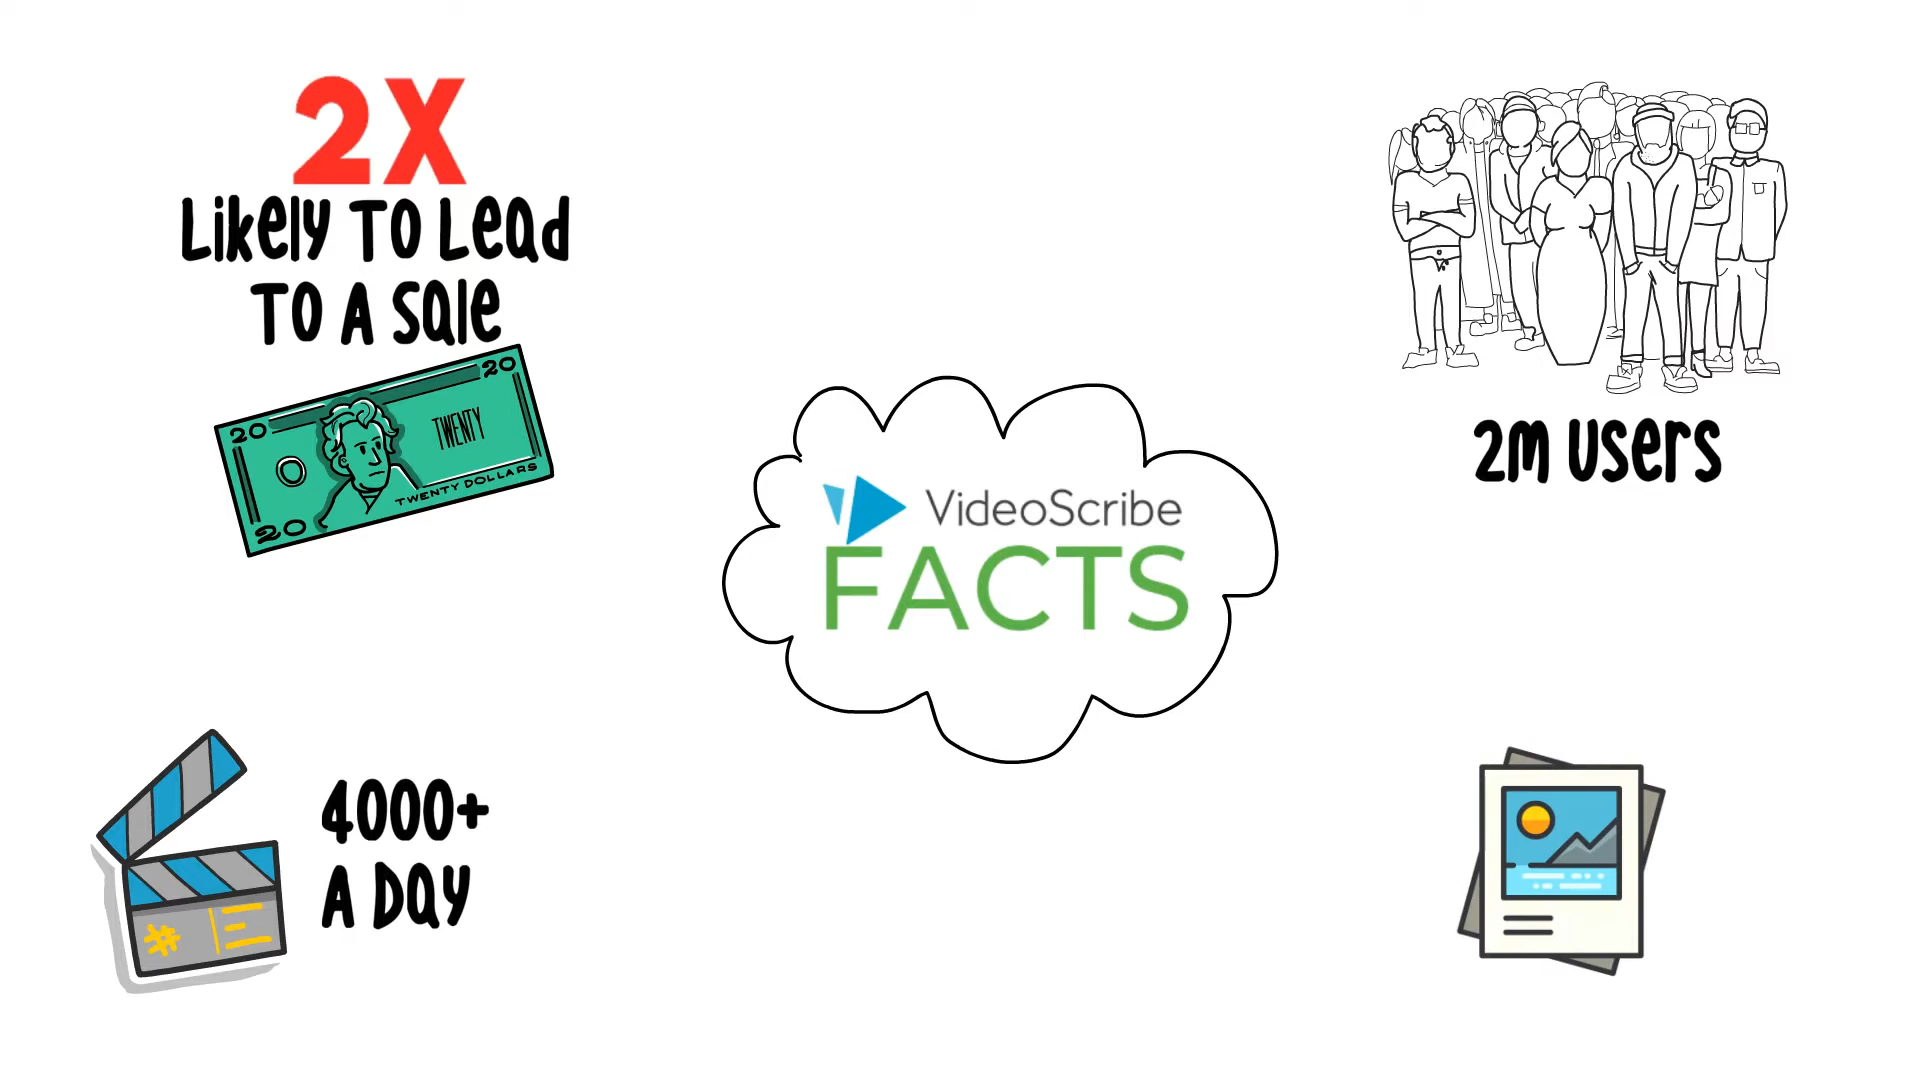 2X
Likely To Lead
To A Sale
20
20
TWENTY
TWENTY DOLLARS
20
2M Users
VideoScribe
FACTS
4000+
A Day
#